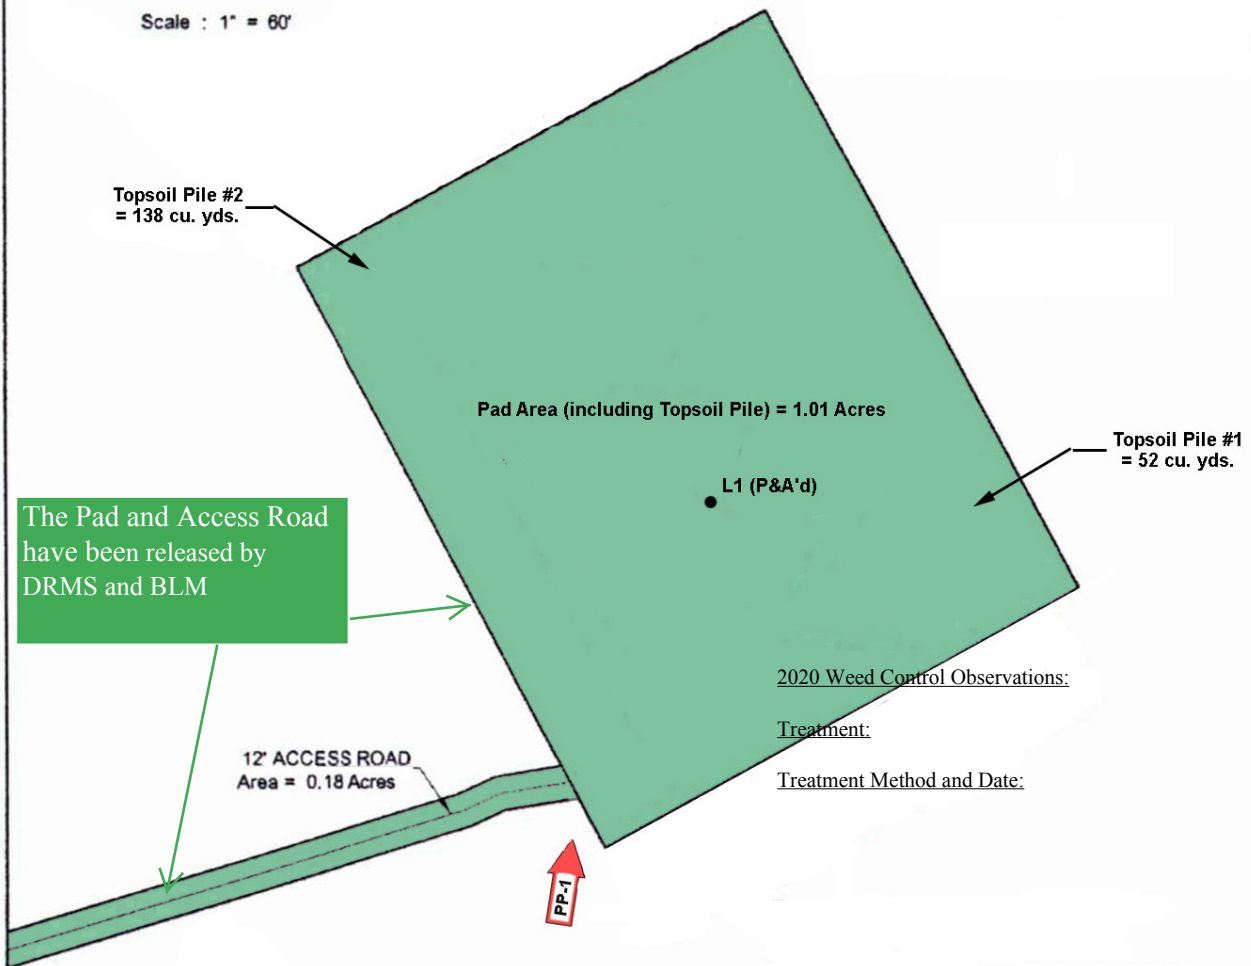 Scale : 1" = 60'
Topsoil Pile #2
= 138 cu. yds.
Pad Area (including Topsoil Pile) = 1.01 Acres
Topsoil Pile #1
= 52 cu. yds.
L1 (P&A'd)
The Pad and Access Road
have been released by
DRMS and BLM
2020 Weed Control Observations:
Treatment:
Treatment Method and Date:
12' ACCESS ROAD
Area = 0.18 Acres
PP-1